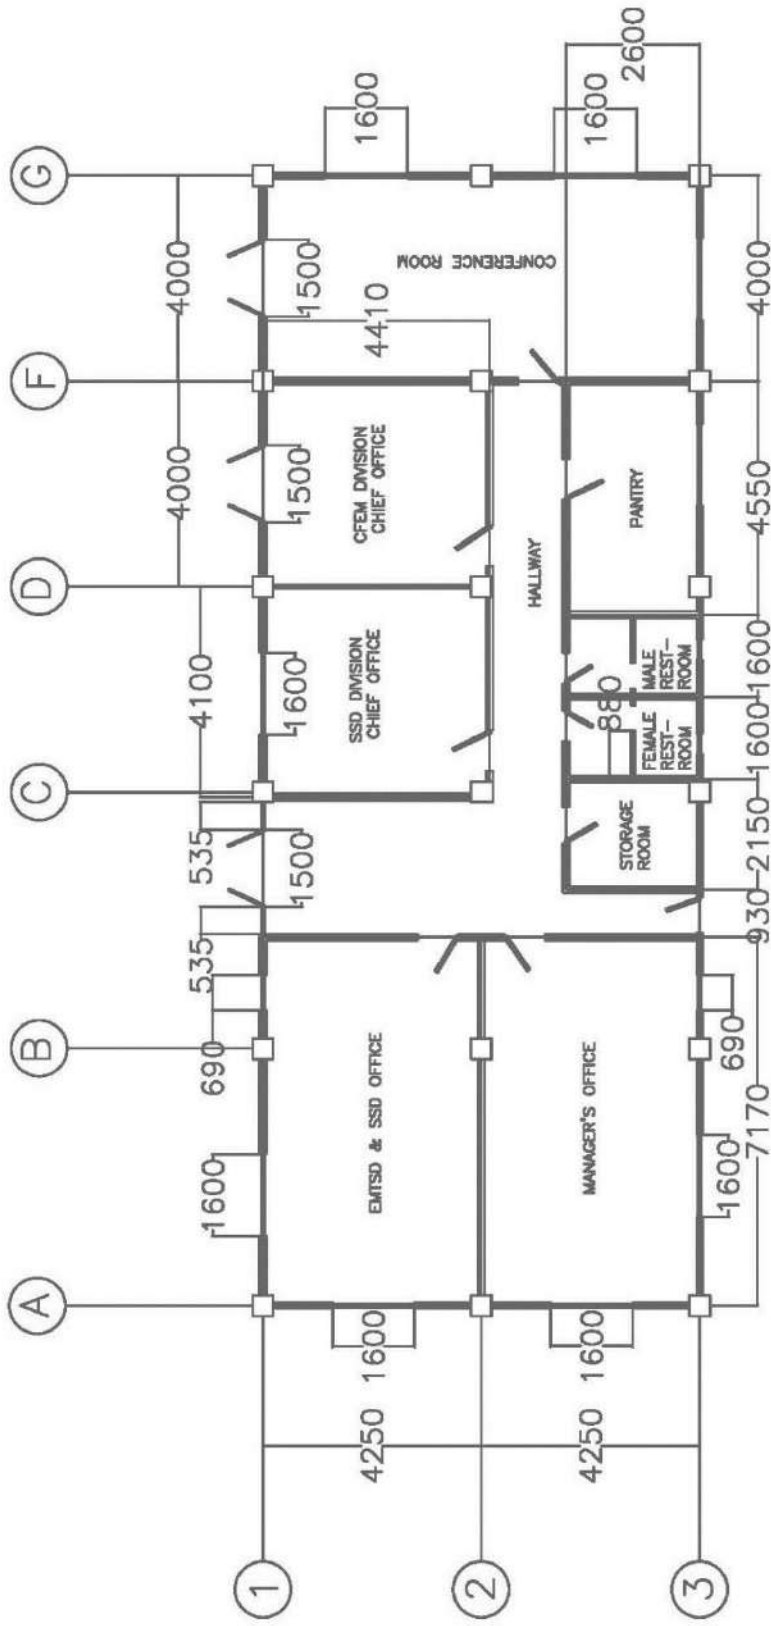 A
B
C
D
F
G
1
2
3
690
535
535
4100
4000
4000
1600
1500
1600
1500
1500
4410
1600
1600
2600
4250
4250
1600
1600
EMTSD & SSD OFFICE
MANAGER'S OFFICE
SSD DIVISION
CHIEF OFFICE
CFEM DIVISION
CHIEF OFFICE
CONFERENCE ROOM
HALLWAY
STORAGE
ROOM
FEMALE
REST-
ROOM
MALE
REST-
ROOM
PANTRY
880
1600
690
7170
930
2150
1600
1600
4550
4000